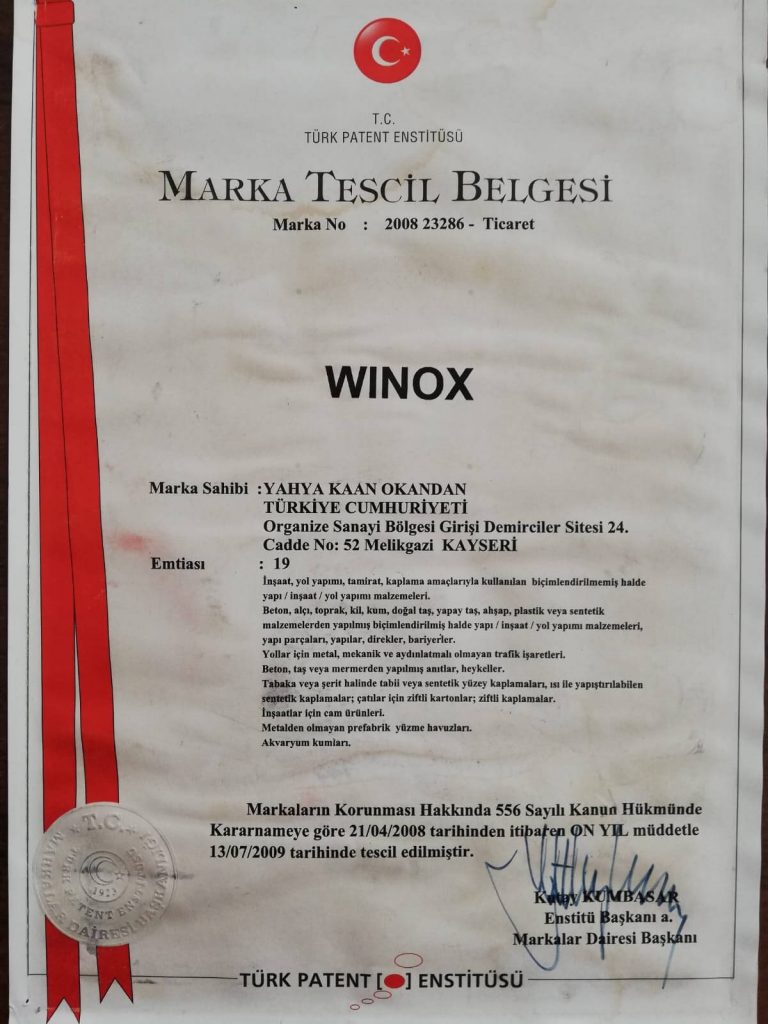 T.C.
TÜRK PATENT ENSTİTÜSÜ
MARKA TESCİL BELGESİ
Marka No : 2008 23286 - Ticaret
WINOX
Marka Sahibi : YAHYA KAAN OKANDAN
TÜRKİYE CUMHURİYETİ
Organize Sanayi Bölgesi Girişi Demirciler Sitesi 24.
Cadde No: 52 Melikgazi KAYSERİ
Emtiası : 19
İnşaat, yol yapımı, tamirat, kaplama amaçlarıyla kullanılan biçimlendirilmemiş halde
yapı / inşaat / yol yapımı malzemeleri.
Beton, alçı, toprak, kil, kum, doğal taş, yapay taş, ahşap, plastik veya sentetik
malzemelerden yapılmış biçimlendirilmiş halde yapı / inşaat / yol yapımı malzemeleri,
yapı parçaları, yapılar, direkler, bariyerler.
Yollar için metal, mekanik ve aydınlatmalı olmayan trafik işaretleri.
Beton, taş veya mermerden yapılmış anıtlar, heykeller.
Tabaka veya şerit halinde tabii veya sentetik yüzey kaplamaları, ısı ile yapıştırılabilen
sentetik kaplamalar; çatılar için ziftli kartonlar; ziftli kaplamalar.
İnşaatlar için cam ürünleri.
Metalden olmayan prefabrik yüzme havuzları.
Akvaryum kumları.
Markaların Korunması Hakkında 556 Sayılı Kanun Hükmünde
Kararnameye göre 21/04/2008 tarihinden itibaren ON YIL müddetle
13/07/2009 tarihinde tescil edilmiştir.
Kutay KUMBASAR
Enstitü Başkanı a.
Markalar Dairesi Başkanı
T.C.
PATENT ENSTİTÜSÜ
DAİRESİ BAŞKANLIĞI
1923
TÜRK PATENT [ ] ENSTİTÜSÜ